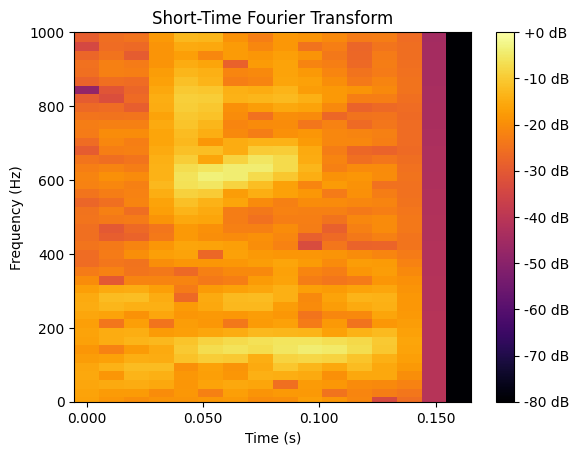 Short-Time Fourier Transform
1000
800
600
400
200
0
Frequency (Hz)
0.000
0.050
0.100
0.150
Time (s)
+0 dB
-10 dB
-20 dB
-30 dB
-40 dB
-50 dB
-60 dB
-70 dB
-80 dB